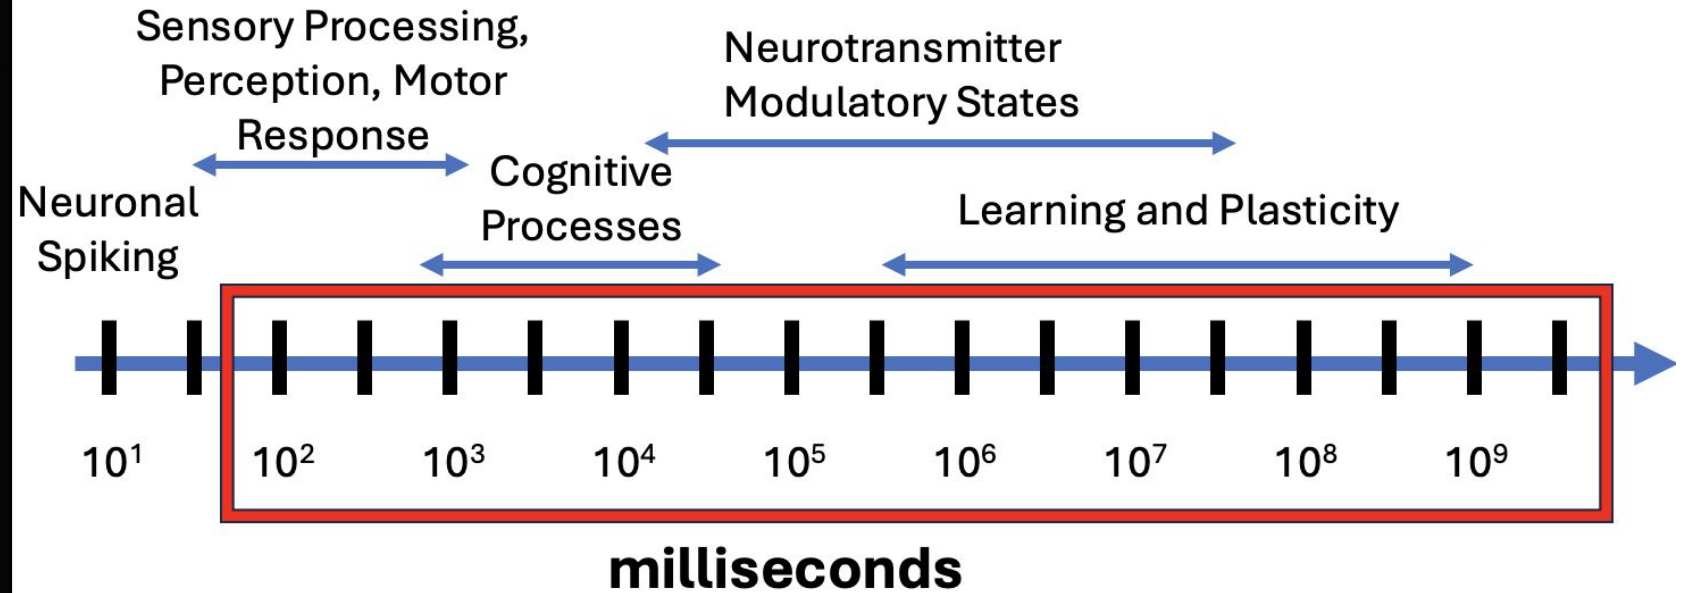 Sensory Processing,
Perception, Motor
Response
Neurotransmitter
Modulatory States
Cognitive
Processes
Neuronal
Spiking
Learning and Plasticity
10¹ 10² 10³ 10⁴ 10⁵ 10⁶ 10⁷ 10⁸ 10⁹
milliseconds